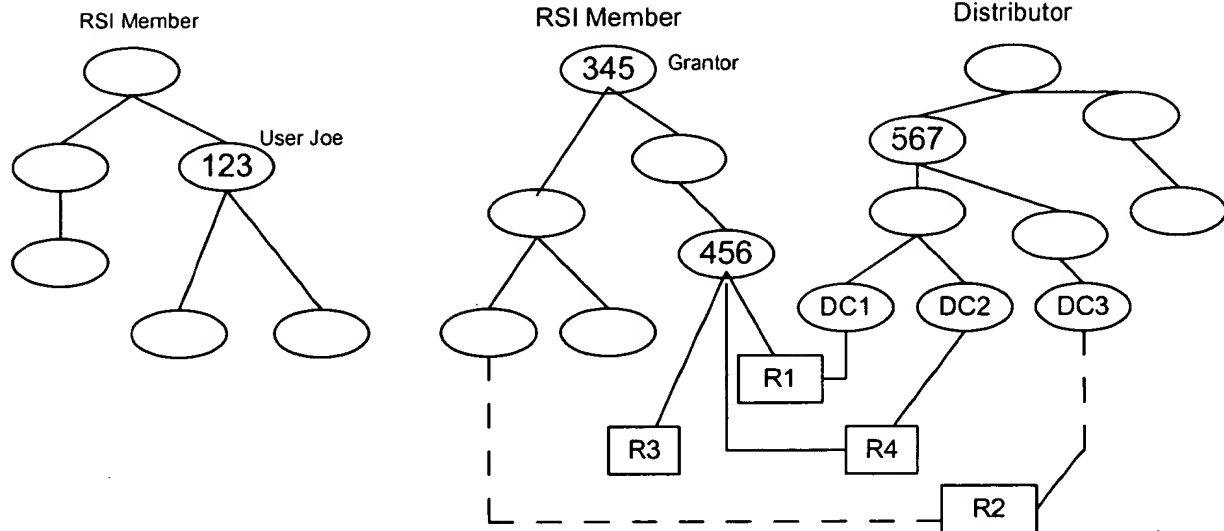 RSI Member
RSI Member
Distributor
345
Grantor
User Joe
123
567
456
DC1
DC2
DC3
R1
R3
R4
R2